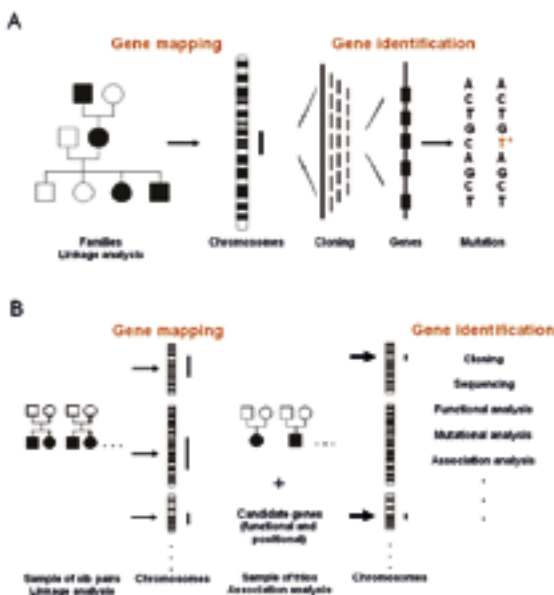 A
Gene mapping
Gene identification
A A
C C
T T
G G
C T*
A A
G G
C C
T T
Families
Linkage analysis
Chromosomes
Cloning
Genes
Mutation
B
Gene mapping
Gene identification
Cloning
Sequencing
Functional analysis
Mutational analysis
Association analysis
+
Candidate genes
(functional and
positional)
Sample of sib pairs
Linkage analysis
Chromosomes
Sample of trios
Association analysis
Chromosomes